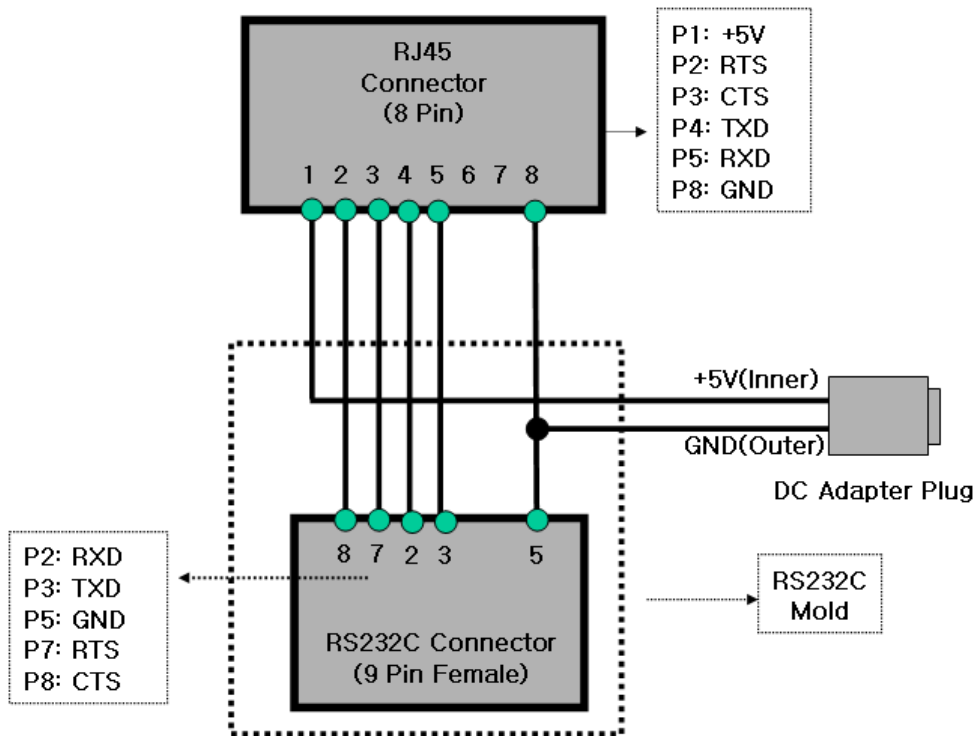 RJ45
Connector
(8 Pin)
1 2 3 4 5 6 7 8
P1: +5V
P2: RTS
P3: CTS
P4: TXD
P5: RXD
P8: GND
+5V(Inner)
GND(Outer)
DC Adapter Plug
8 7 2 3 5
RS232C Connector
(9 Pin Female)
P2: RXD
P3: TXD
P5: GND
P7: RTS
P8: CTS
RS232C
Mold